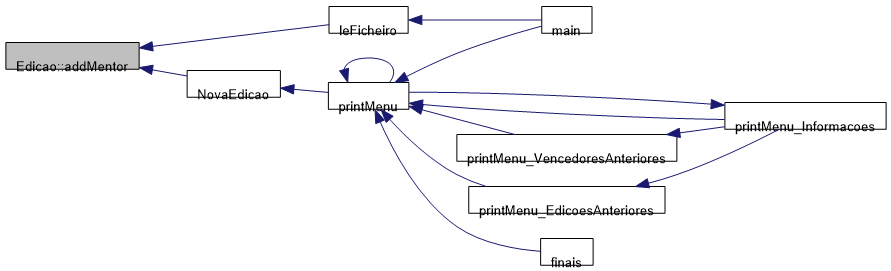 leFicheiro
main
Edicao::addMentor
NovaEdicao
printMenu
printMenu_Informacoes
printMenu_VencedoresAnteriores
printMenu_EdicoesAnteriores
finais